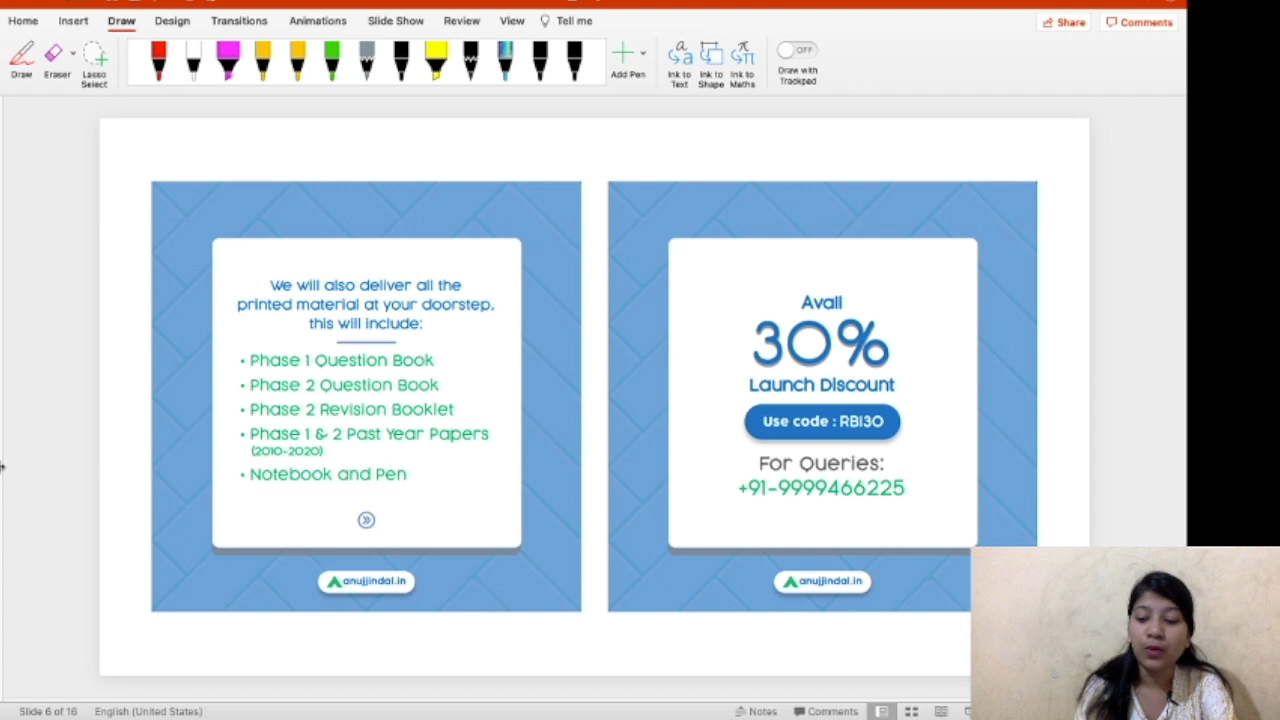 Home Insert Draw Design Transitions Animations Slide Show Review View Tell me Share Comments
Draw Eraser Lasso Select Add Pen Ink to Text Ink to Shape Ink to Maths OFF Draw with Trackpad
We will also deliver all the
printed material at your doorstep,
this will include:
• Phase 1 Question Book
• Phase 2 Question Book
• Phase 2 Revision Booklet
• Phase 1 & 2 Past Year Papers
(2010-2020)
• Notebook and Pen
anujjindal.in
Avail
30%
Launch Discount
Use code : RBI30
For Queries:
+91-9999466225
anujjindal.in
Slide 6 of 16 English (United States) Notes Comments